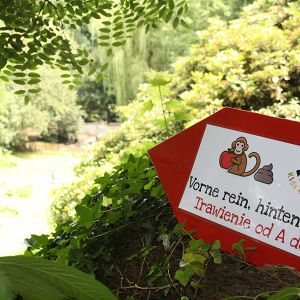 Vorne rein, hinten
Trawienie od A d